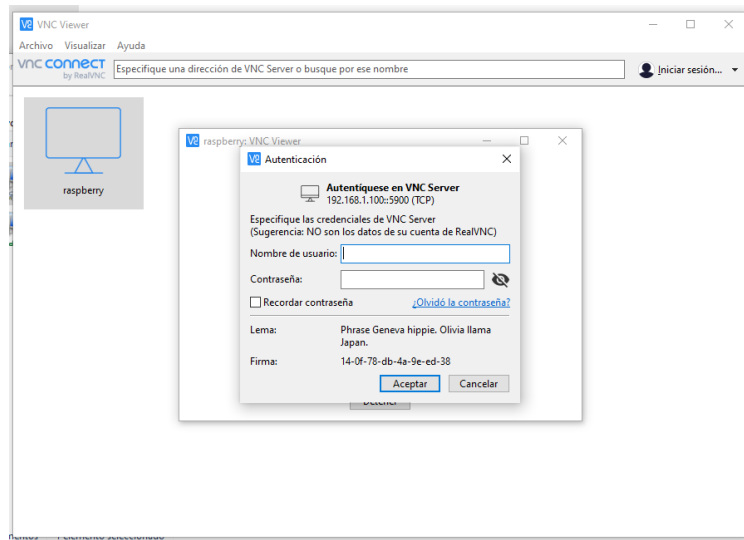 VNC Viewer
Archivo Visualizar Ayuda
VNC CONNECT
by RealVNC
Especifique una dirección de VNC Server o busque por ese nombre
Iniciar sesión...
raspberry
raspberry: VNC Viewer
Autenticación
Autentíquese en VNC Server
192.168.1.100::5900 (TCP)
Especifique las credenciales de VNC Server
(Sugerencia: NO son los datos de su cuenta de RealVNC)
Nombre de usuario:
Contraseña:
Recordar contraseña ¿Olvidó la contraseña?
Lema: Phrase Geneva hippie. Olivia llama
Japan.
Firma: 14-0f-78-db-4a-9e-ed-38
Aceptar Cancelar
Detener